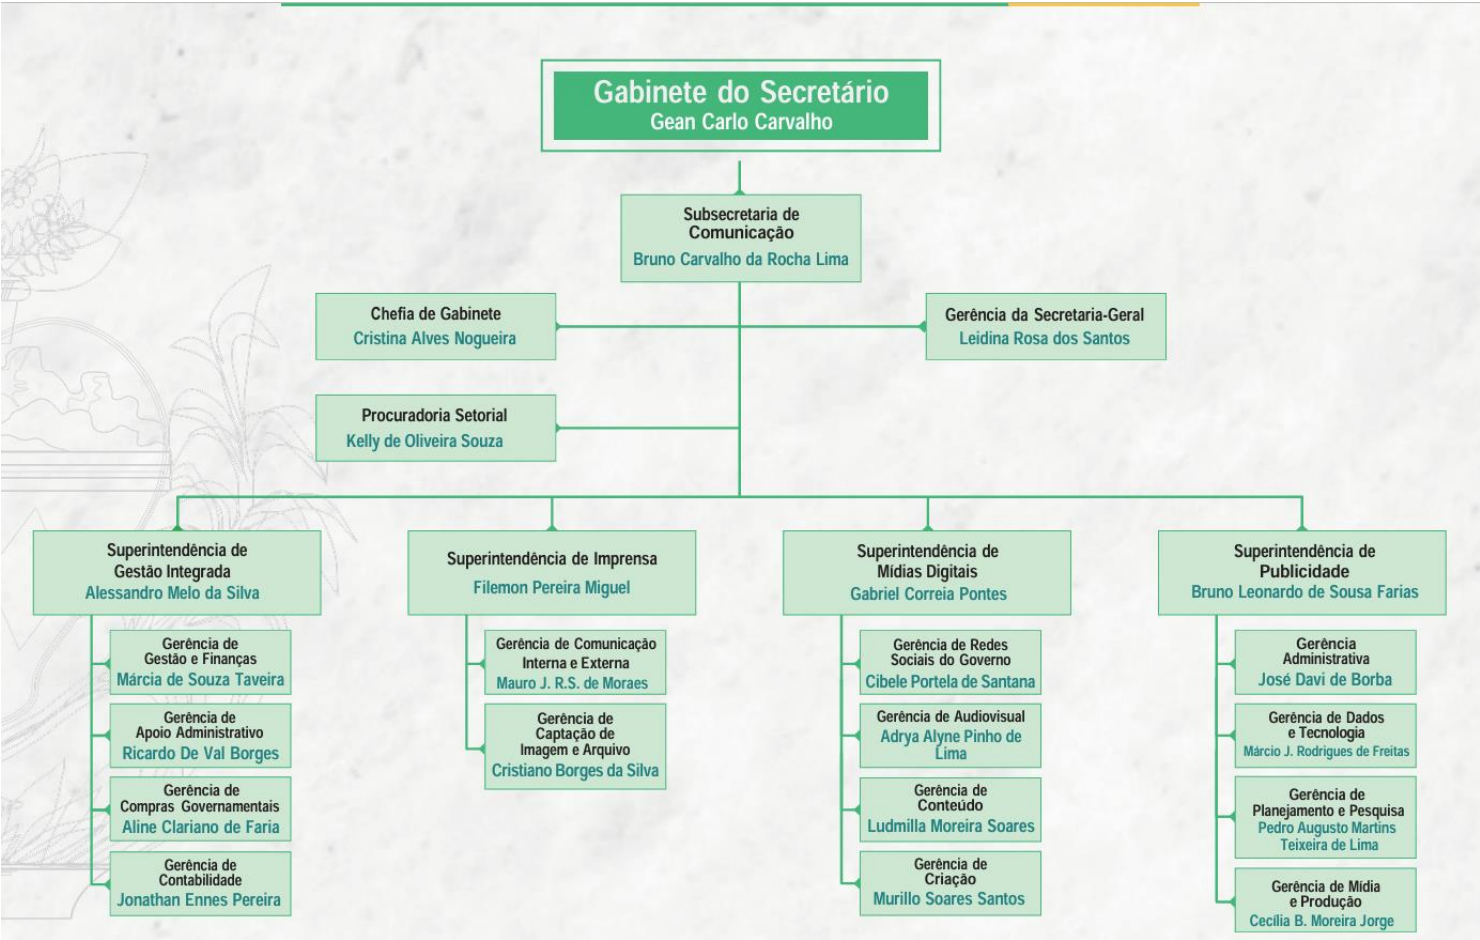 Gabinete do Secretário
Gean Carlo Carvalho
Subsecretaria de
Comunicação
Bruno Carvalho da Rocha Lima
Chefia de Gabinete
Cristina Alves Nogueira
Gerência da Secretaria-Geral
Leidina Rosa dos Santos
Procuradoria Setorial
Kelly de Oliveira Souza
Superintendência de
Gestão Integrada
Alessandro Melo da Silva
Gerência de
Gestão e Finanças
Márcia de Souza Taveira
Gerência de
Apoio Administrativo
Ricardo De Val Borges
Gerência de
Compras Governamentais
Aline Clariano de Faria
Gerência de
Contabilidade
Jonathan Ennes Pereira
Superintendência de Imprensa
Filemon Pereira Miguel
Gerência de Comunicação
Interna e Externa
Mauro J. R.S. de Moraes
Gerência de
Captação de
Imagem e Arquivo
Cristiano Borges da Silva
Superintendência de
Mídias Digitais
Gabriel Correia Pontes
Gerência de Redes
Sociais do Governo
Cibele Portela de Santana
Gerência de Audiovisual
Adrya Alyne Pinho de
Lima
Gerência de
Conteúdo
Ludmilla Moreira Soares
Gerência de
Criação
Murillo Soares Santos
Superintendência de
Publicidade
Bruno Leonardo de Sousa Farias
Gerência
Administrativa
José Davi de Borba
Gerência de Dados
e Tecnologia
Márcio J. Rodrigues de Freitas
Gerência de
Planejamento e Pesquisa
Pedro Augusto Martins
Teixeira de Lima
Gerência de Mídia
e Produção
Cecília B. Moreira Jorge